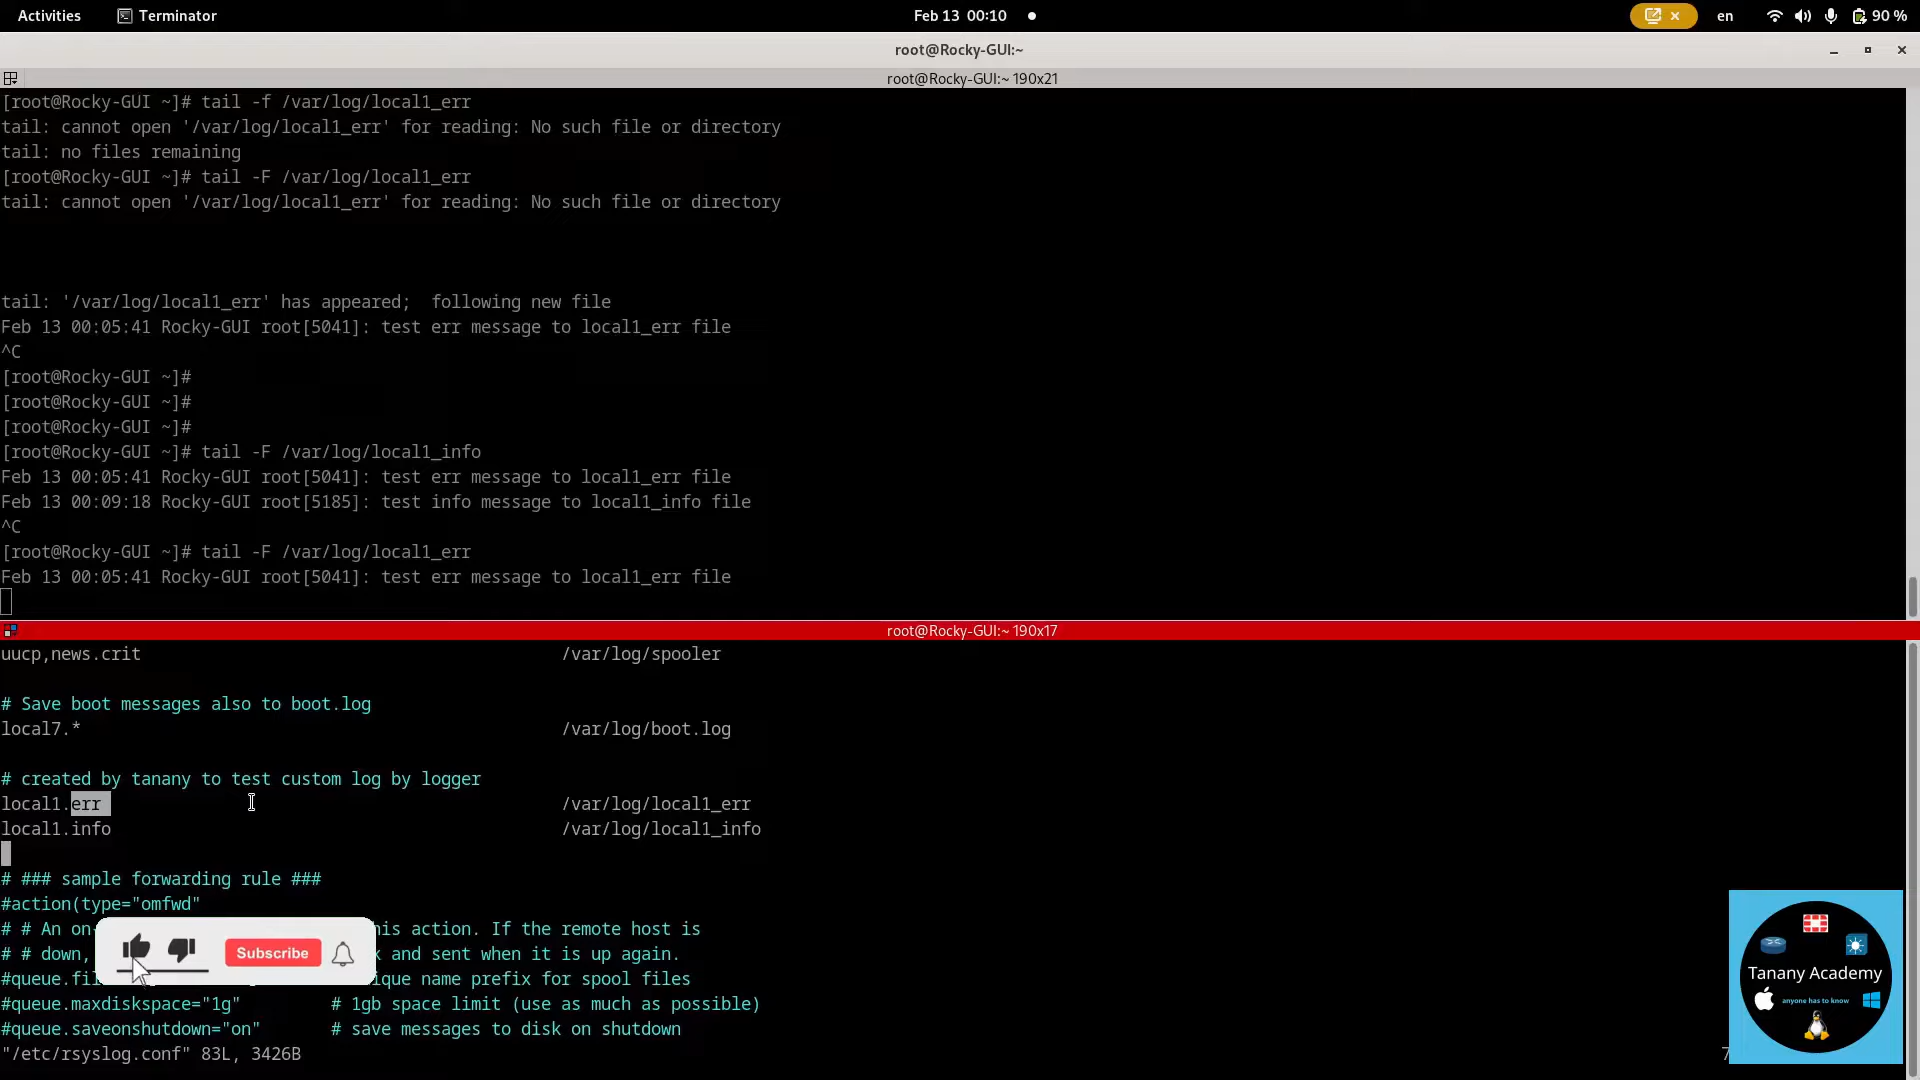 Activities Terminator Feb 13 00:10 en 90 %
root@Rocky-GUI:~
root@Rocky-GUI:~ 190x21
[root@Rocky-GUI ~]# tail -f /var/log/local1_err
tail: cannot open '/var/log/local1_err' for reading: No such file or directory
tail: no files remaining
[root@Rocky-GUI ~]# tail -F /var/log/local1_err
tail: cannot open '/var/log/local1_err' for reading: No such file or directory
tail: '/var/log/local1_err' has appeared;  following new file
Feb 13 00:05:41 Rocky-GUI root[5041]: test err message to local1_err file
^C
[root@Rocky-GUI ~]#
[root@Rocky-GUI ~]#
[root@Rocky-GUI ~]#
[root@Rocky-GUI ~]# tail -F /var/log/local1_info
Feb 13 00:05:41 Rocky-GUI root[5041]: test err message to local1_err file
Feb 13 00:09:18 Rocky-GUI root[5185]: test info message to local1_info file
^C
[root@Rocky-GUI ~]# tail -F /var/log/local1_err
Feb 13 00:05:41 Rocky-GUI root[5041]: test err message to local1_err file
root@Rocky-GUI:~ 190x17
uucp,news.crit /var/log/spooler
# Save boot messages also to boot.log
local7.* /var/log/boot.log
# created by tanany to test custom log by logger
local1.err /var/log/local1_err
local1.info /var/log/local1_info
# ### sample forwarding rule ###
#action(type="omfwd"
# # An on his action. If the remote host is
# # down, k and sent when it is up again.
#queue.fil ique name prefix for spool files
#queue.maxdiskspace="1g" # 1gb space limit (use as much as possible)
#queue.saveonshutdown="on" # save messages to disk on shutdown
"/etc/rsyslog.conf" 83L, 3426B 7
Subscribe
Tanany Academy
anyone has to know